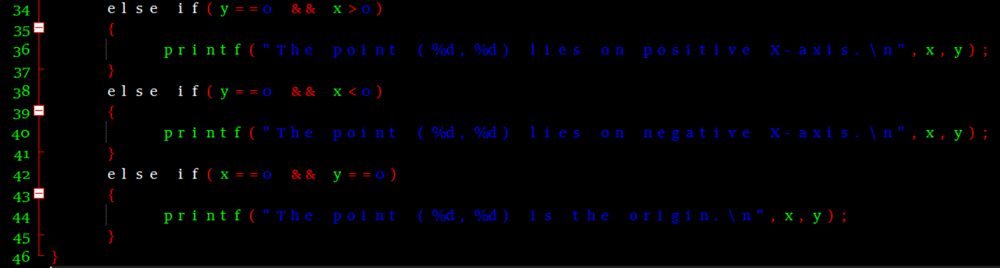 34 else if(y==0 && x>0)
35 {
36 printf("The point (%d,%d) lies on positive X-axis.\n",x,y);
37 }
38 else if(y==0 && x<0)
39 {
40 printf("The point (%d,%d) lies on negative X-axis.\n",x,y);
41 }
42 else if(x==0 && y==0)
43 {
44 printf("The point (%d,%d) is the origin.\n",x,y);
45 }
46 }